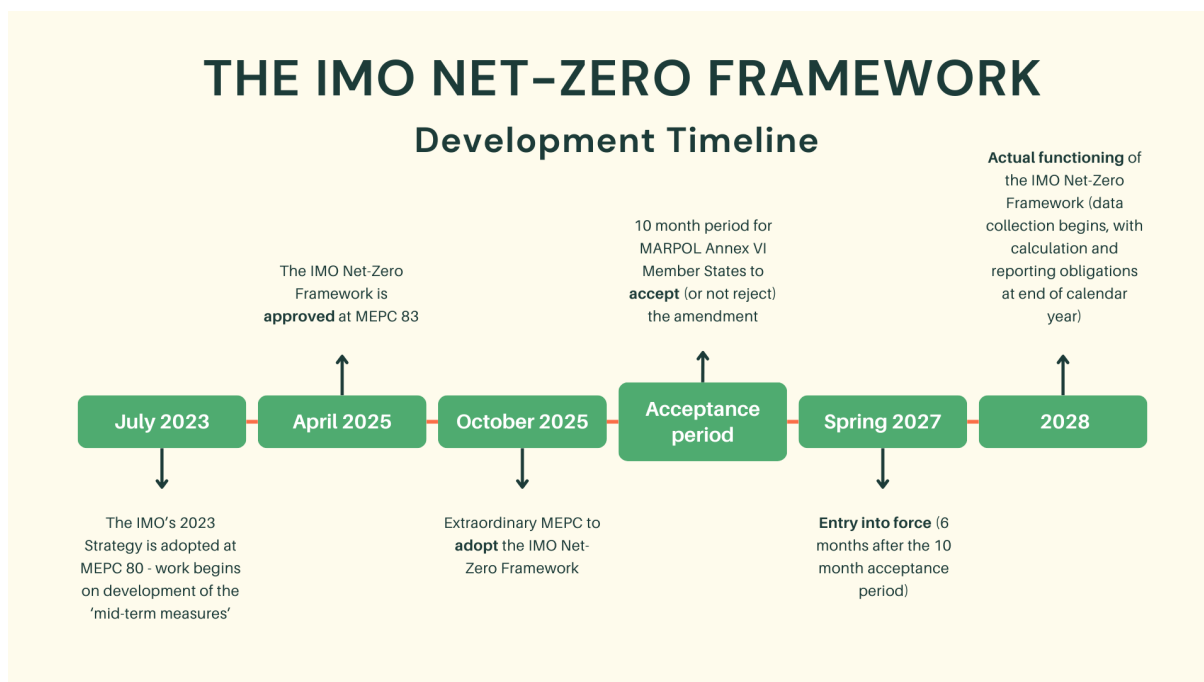 THE IMO NET-ZERO FRAMEWORK
Development Timeline
July 2023
The IMO’s 2023
Strategy is adopted at
MEPC 80 - work begins
on development of the
‘mid-term measures’
The IMO Net-Zero
Framework is
approved at MEPC 83
April 2025
October 2025
Extraordinary MEPC to
adopt the IMO Net-
Zero Framework
10 month period for
MARPOL Annex VI
Member States to
accept (or not reject)
the amendment
Acceptance
period
Spring 2027
Entry into force (6
months after the 10
month acceptance
period)
Actual functioning of
the IMO Net-Zero
Framework (data
collection begins, with
calculation and
reporting obligations
at end of calendar
year)
2028